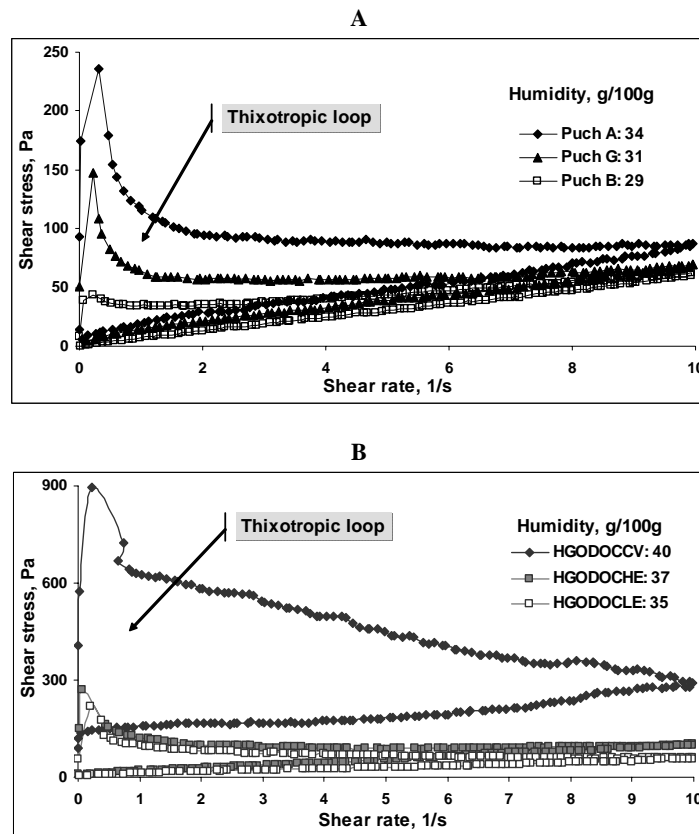 A
250
200
150
100
50
0
Shear stress, Pa
Thixotropic loop
Humidity, g/100g
Puch A: 34
Puch G: 31
Puch B: 29
0 2 4 6 8 10
Shear rate, 1/s
B
900
600
300
0
Shear stress, Pa
Thixotropic loop
Humidity, g/100g
HGODOCCV: 40
HGODOCHE: 37
HGODOCLE: 35
0 1 2 3 4 5 6 7 8 9 10
Shear rate, 1/s